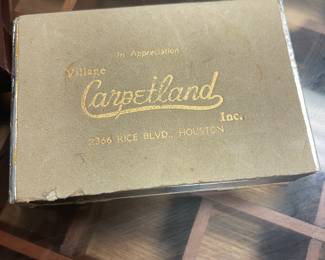 In Appreciation
Village
Carpetland
Inc.
2366 RICE BLVD., HOUSTON